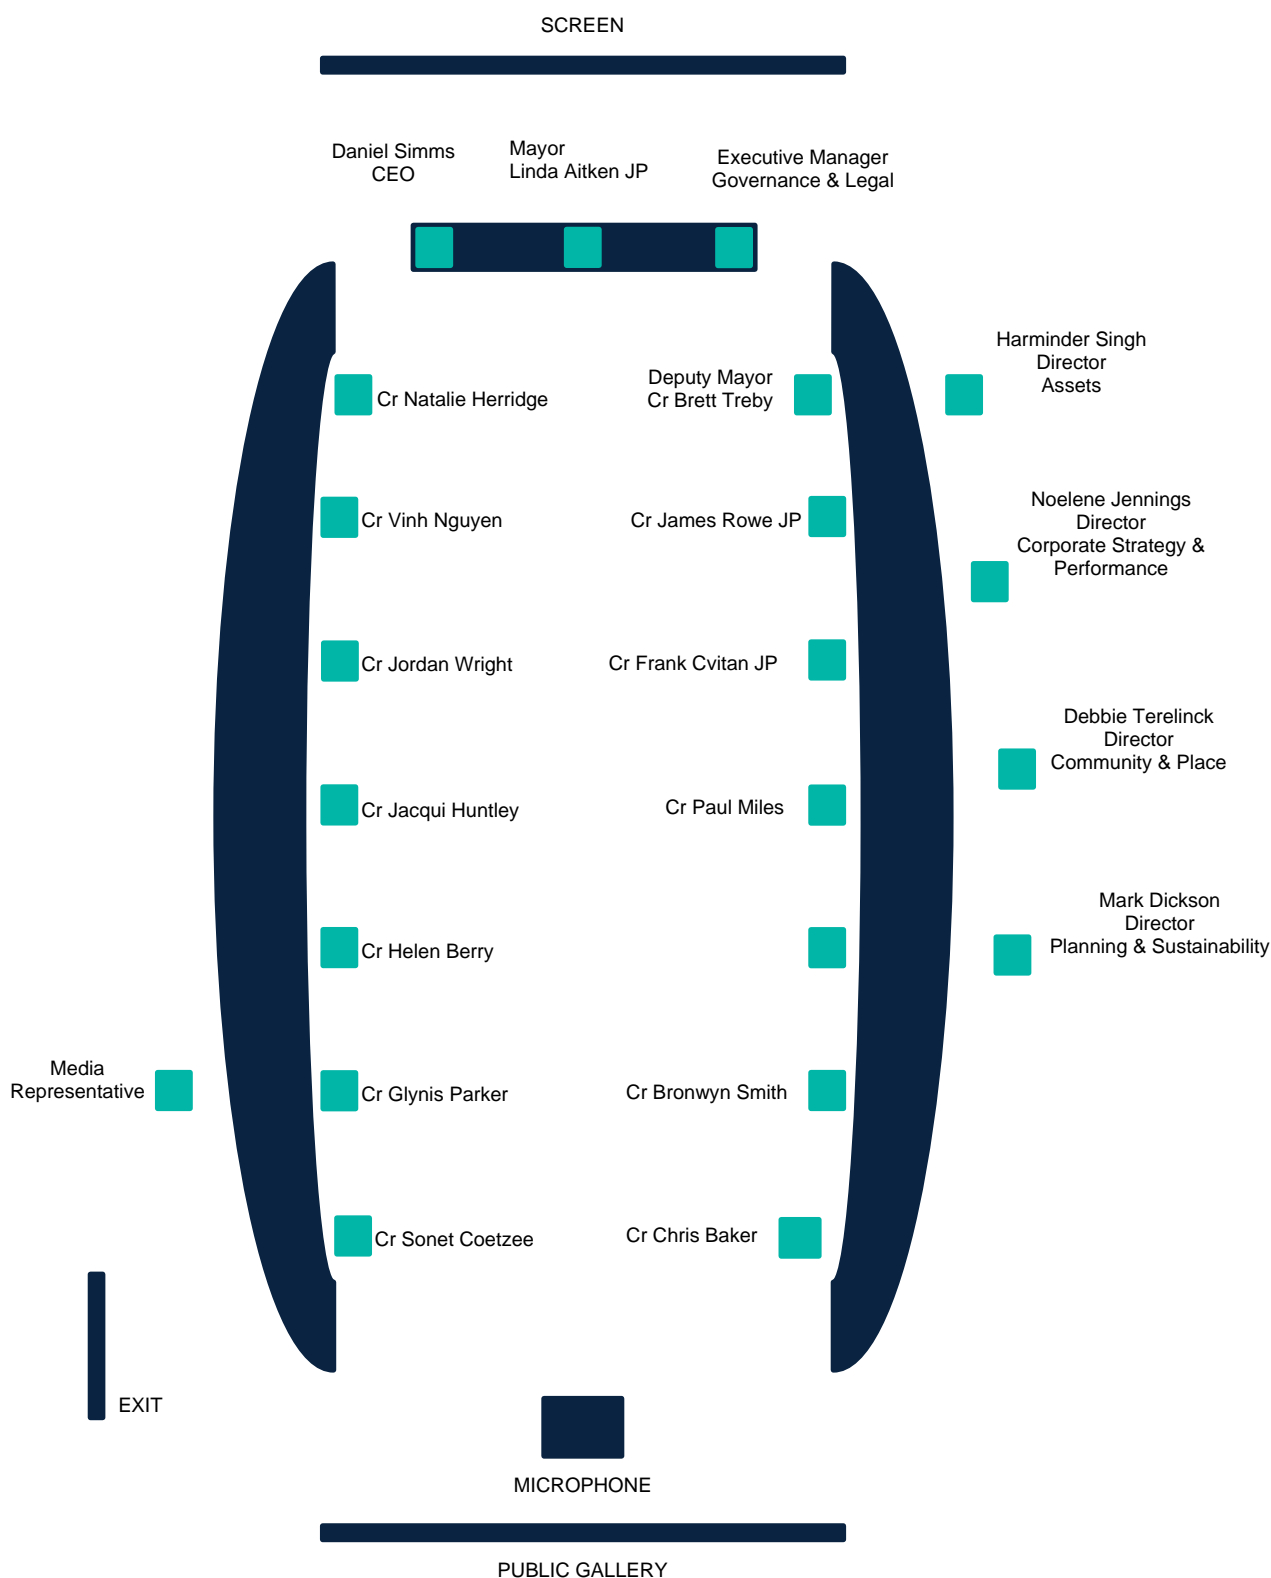 SCREEN
Daniel Simms
CEO
Mayor
Linda Aitken JP
Executive Manager
Governance & Legal
Harminder Singh
Director
Assets
Cr Natalie Herridge
Deputy Mayor
Cr Brett Treby
Cr Vinh Nguyen
Cr James Rowe JP
Noelene Jennings
Director
Corporate Strategy &
Performance
Cr Jordan Wright
Cr Frank Cvitan JP
Debbie Terelinck
Director
Community & Place
Cr Jacqui Huntley
Cr Paul Miles
Mark Dickson
Director
Planning & Sustainability
Cr Helen Berry
Media
Representative
Cr Glynis Parker
Cr Bronwyn Smith
Cr Sonet Coetzee
Cr Chris Baker
EXIT
MICROPHONE
PUBLIC GALLERY